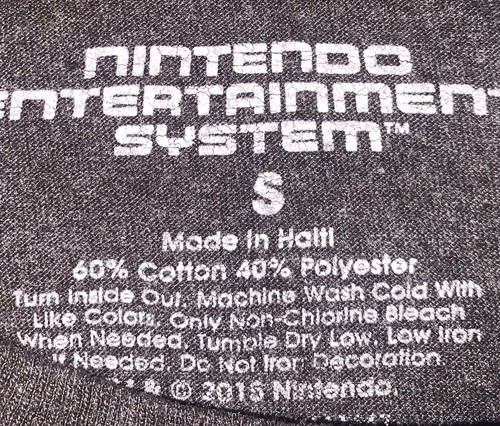 NINTENDO
ENTERTAINMENT
SYSTEM™
S
Made in Haiti
60% Cotton 40% Polyester
Turn Inside Out. Machine Wash Cold With
Like Colors. Only Non-Chlorine Bleach
When Needed. Tumble Dry Low. Low Iron
If Needed. Do Not Iron Decoration
& © 2015 Nintendo.